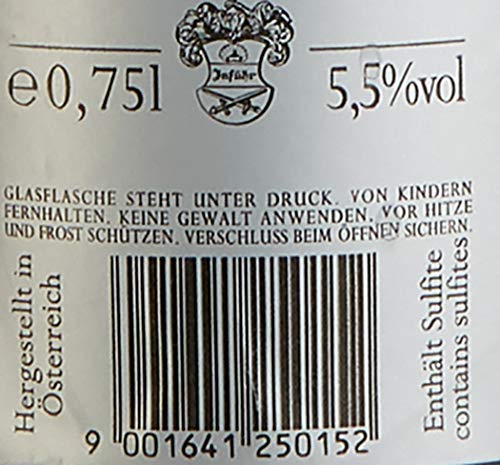 e0,75l
Inführ
5,5%vol
GLASFLASCHE STEHT UNTER DRUCK. VON KINDERN
FERNHALTEN. KEINE GEWALT ANWENDEN. VOR HITZE
UND FROST SCHÜTZEN. VERSCHLUSS BEIM ÖFFNEN SICHERN.
Hergestellt in
Österreich
Enthält Sulfite
contains sulfites
9 001641 250152